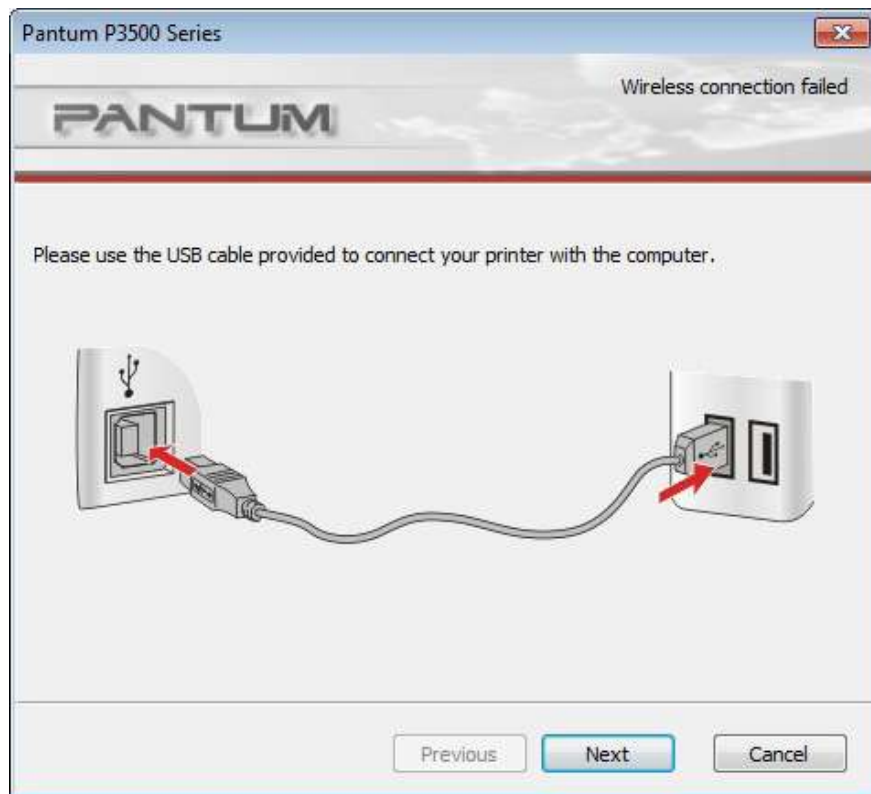 Pantum P3500 Series
Wireless connection failed
PANTUM
Please use the USB cable provided to connect your printer with the computer.
Previous
Next
Cancel